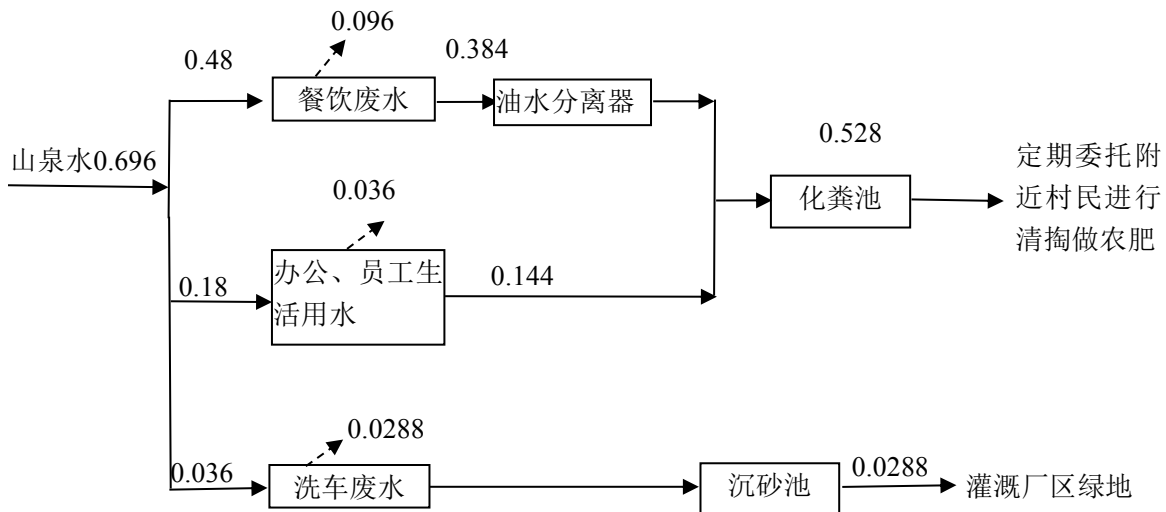 0.096
0.48
0.384
餐饮废水
油水分离器
0.528
山泉水0.696
定期委托附
近村民进行
清掏做农肥
0.036
化粪池
办公、员工生
活用水
0.18
0.144
0.0288
0.036
洗车废水
沉砂池
0.0288
灌溉厂区绿地